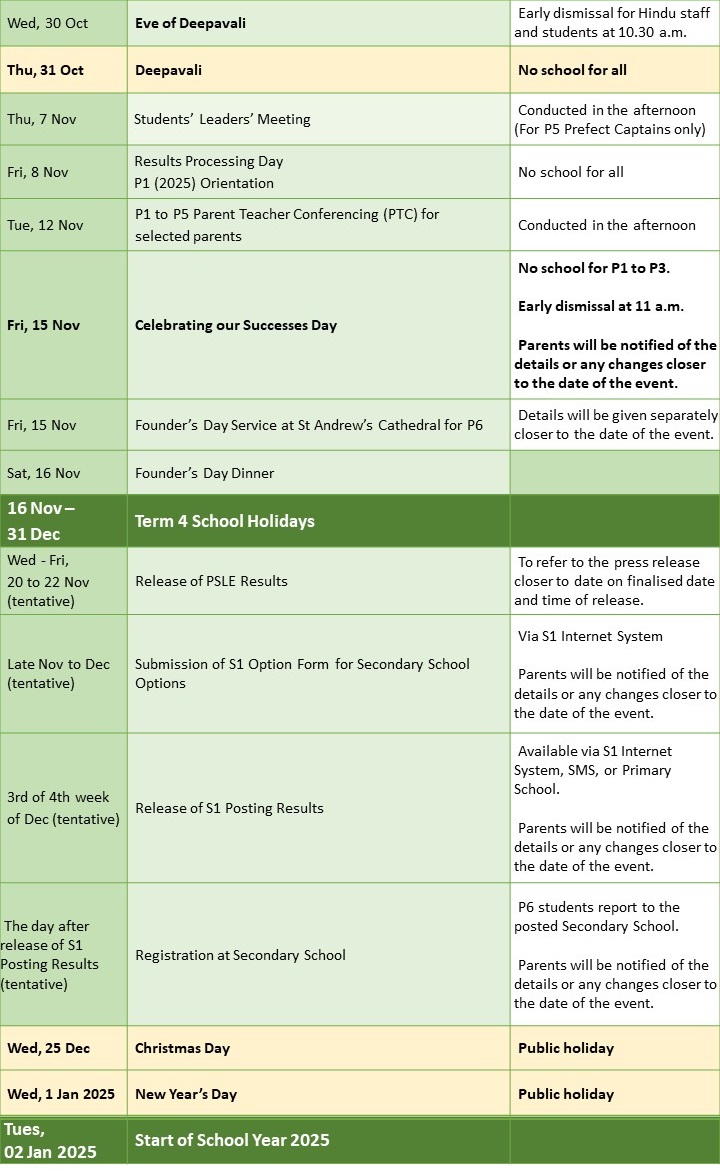 Wed, 30 Oct
Eve of Deepavali
Early dismissal for Hindu staff
and students at 10.30 a.m.
Thu, 31 Oct
Deepavali
No school for all
Thu, 7 Nov
Students’ Leaders’ Meeting
Conducted in the afternoon
(For P5 Prefect Captains only)
Fri, 8 Nov
Results Processing Day
P1 (2025) Orientation
No school for all
Tue, 12 Nov
P1 to P5 Parent Teacher Conferencing (PTC) for
selected parents
Conducted in the afternoon
Fri, 15 Nov
Celebrating our Successes Day
No school for P1 to P3.
Early dismissal at 11 a.m.
Parents will be notified of the
details or any changes closer
to the date of the event.
Fri, 15 Nov
Founder’s Day Service at St Andrew’s Cathedral for P6
Details will be given separately
closer to the date of the event.
Sat, 16 Nov
Founder’s Day Dinner
16 Nov –
31 Dec
Term 4 School Holidays
Wed - Fri,
20 to 22 Nov
(tentative)
Release of PSLE Results
To refer to the press release
closer to date on finalised date
and time of release.
Late Nov to Dec
(tentative)
Submission of S1 Option Form for Secondary School
Options
Via S1 Internet System
Parents will be notified of the
details or any changes closer to
the date of the event.
3rd of 4th week
of Dec (tentative)
Release of S1 Posting Results
Available via S1 Internet
System, SMS, or Primary
School.
Parents will be notified of the
details or any changes closer to
the date of the event.
The day after
release of S1
Posting Results
(tentative)
Registration at Secondary School
P6 students report to the
posted Secondary School.
Parents will be notified of the
details or any changes closer to
the date of the event.
Wed, 25 Dec
Christmas Day
Public holiday
Wed, 1 Jan 2025
New Year’s Day
Public holiday
Tues,
02 Jan 2025
Start of School Year 2025